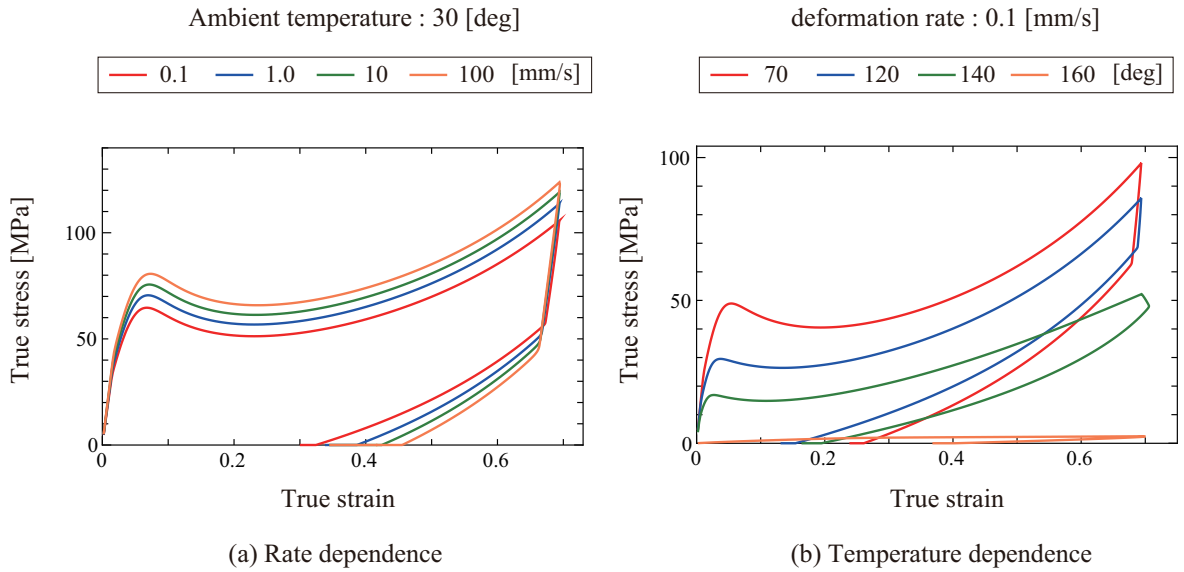 Ambient temperature : 30 [deg]
0.1 1.0 10 100 [mm/s]
True stress [MPa]
100
50
0
0 0.2 0.4 0.6
True strain
(a) Rate dependence
deformation rate : 0.1 [mm/s]
70 120 140 160 [deg]
True stress [MPa]
100
50
0
0 0.2 0.4 0.6
True strain
(b) Temperature dependence